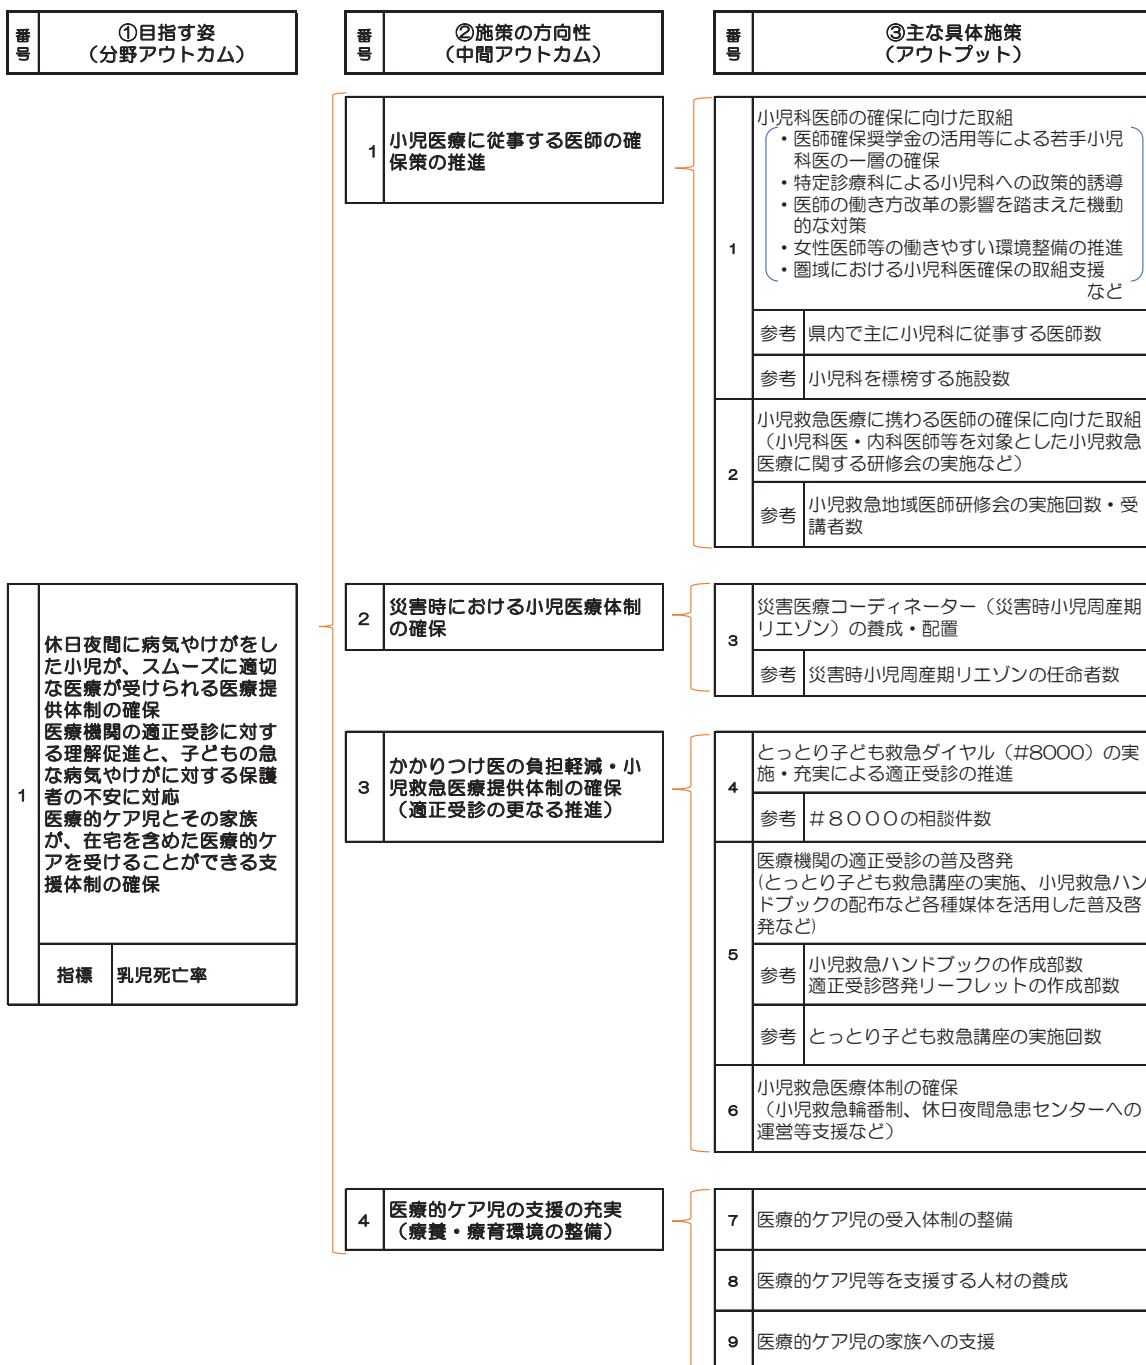 番号
①目指す姿
(分野アウトカム)
番号
②施策の方向性
(中間アウトカム)
番号
③主な具体施策
(アウトプット)
1
休日夜間に病気やけがをし
た小児が、スムーズに適切
な医療が受けられる医療提
供体制の確保
医療機関の適正受診に対す
る理解促進と、子どもの急
な病気やけがに対する保護
者の不安に対応
医療的ケア児とその家族
が、在宅を含めた医療的ケ
アを受けることができる支
援体制の確保
指標
乳児死亡率
1
小児医療に従事する医師の確
保策の推進
1
小児科医師の確保に向けた取組
・医師確保奨学金の活用等による若手小児
科医の一層の確保
・特定診療科による小児科への政策的誘導
・医師の働き方改革の影響を踏まえた機動
的な対策
・女性医師等の働きやすい環境整備の推進
・圏域における小児科医確保の取組支援
など
参考 県内で主に小児科に従事する医師数
参考 小児科を標榜する施設数
2
小児救急医療に携わる医師の確保に向けた取組
(小児科医・内科医師等を対象とした小児救急
医療に関する研修会の実施など)
参考 小児救急地域医師研修会の実施回数・受
講者数
2
災害時における小児医療体制
の確保
3
災害医療コーディネーター(災害時小児周産期
リエゾン)の養成・配置
参考 災害時小児周産期リエゾンの任命者数
3
かかりつけ医の負担軽減・小
児救急医療提供体制の確保
(適正受診の更なる推進)
4
とっとり子ども救急ダイヤル(#8000)の実
施・充実による適正受診の推進
参考 #8000の相談件数
5
医療機関の適正受診の普及啓発
(とっとり子ども救急講座の実施、小児救急ハン
ドブックの配布など各種媒体を活用した普及啓
発など)
参考 小児救急ハンドブックの作成部数
適正受診啓発リーフレットの作成部数
参考 とっとり子ども救急講座の実施回数
6
小児救急医療体制の確保
(小児救急輪番制、休日夜間急患センターへの
運営等支援など)
4
医療的ケア児の支援の充実
(療養・療育環境の整備)
7 医療的ケア児の受入体制の整備
8 医療的ケア児等を支援する人材の養成
9 医療的ケア児の家族への支援